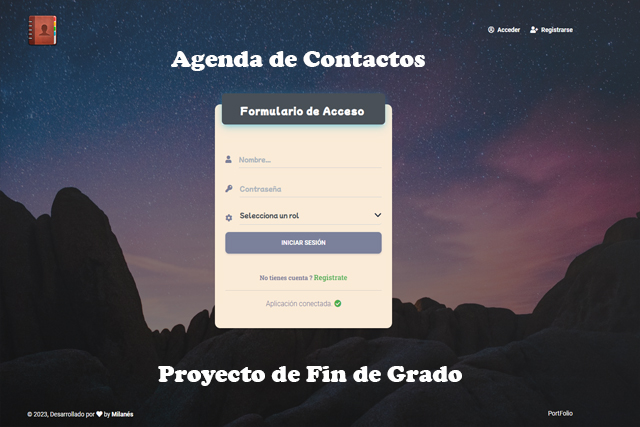 Acceder
Registrarse
Agenda de Contactos
Formulario de Acceso
Nombre...
Contraseña
Selecciona un rol
INICIAR SESIÓN
No tienes cuenta ? Registrate
Aplicación conectada
Proyecto de Fin de Grado
© 2023, Desarrollado por by Milanés
PortFolio